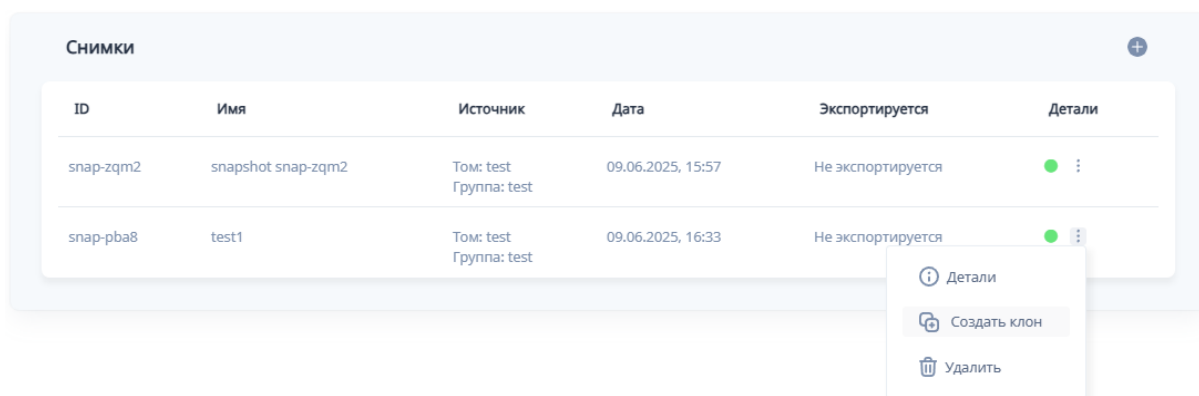 Снимки
ID Имя Источник Дата Экспортируется Детали
snap-zqm2 snapshot snap-zqm2 Том: test 09.06.2025, 15:57 Не экспортируется
Группа: test
snap-pba8 test1 Том: test 09.06.2025, 16:33 Не экспортируется
Группа: test
Детали
Создать клон
Удалить